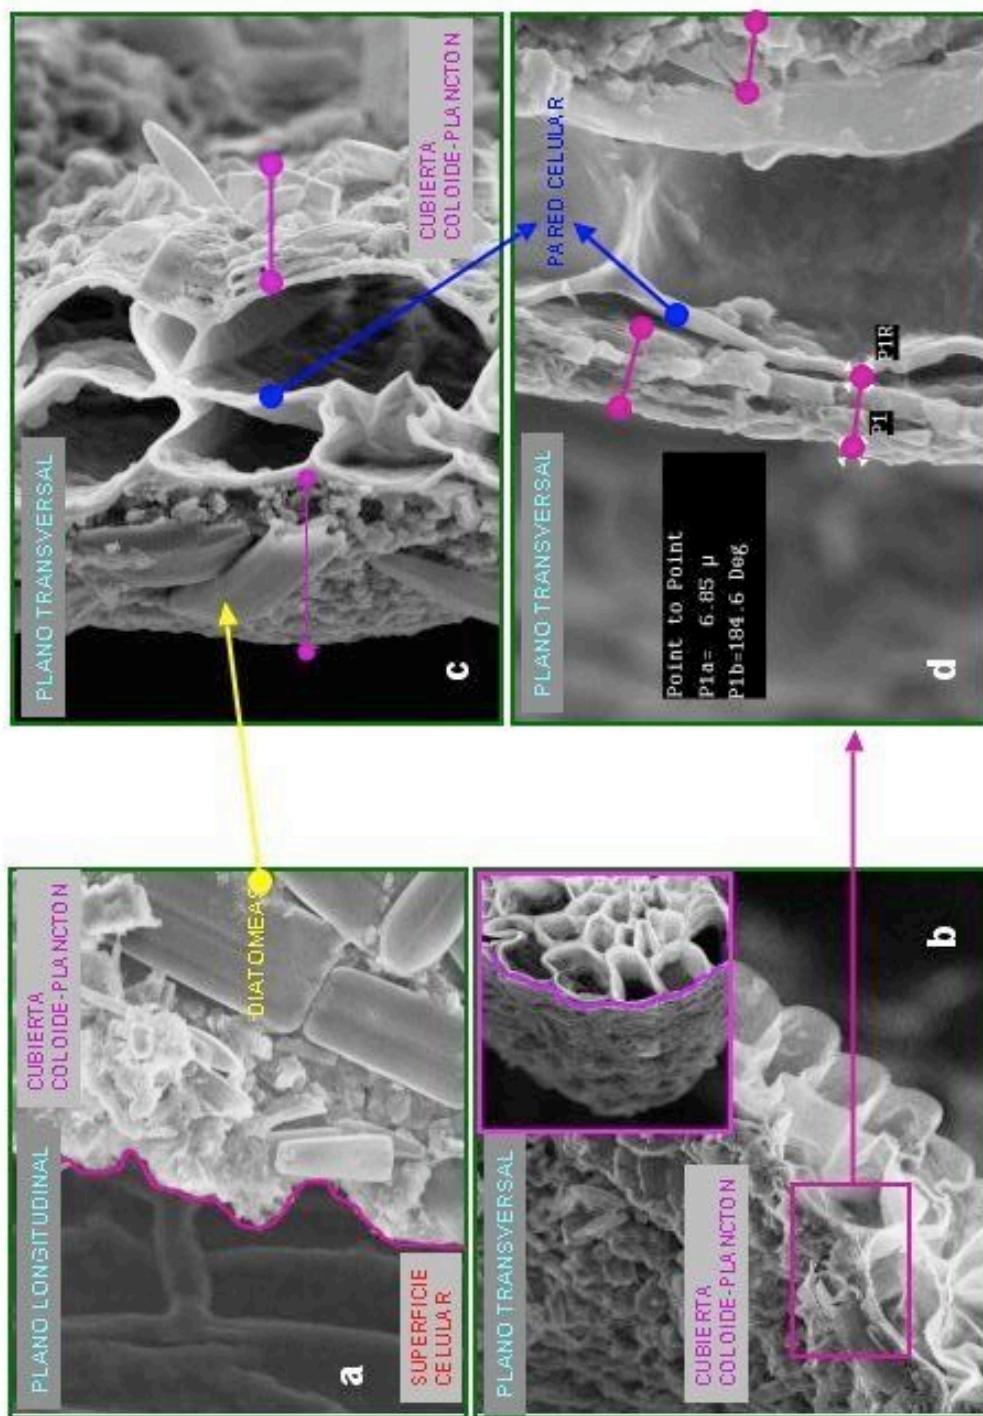 PLANO LONGITUDINAL
CUBIERTA
COLOIDE-PLANCTON
DIATOMEAS
SUPERFICIE
CELULAR
a
PLANO TRANSVERSAL
CUBIERTA
COLOIDE-PLANCTON
b
PLANO TRANSVERSAL
CUBIERTA
COLOIDE-PLANCTON
c
PARED CELULAR
PLANO TRANSVERSAL
Point to Point
P1a= 6.85 µ
P1b=184.6 Deg
P1
P1R
d